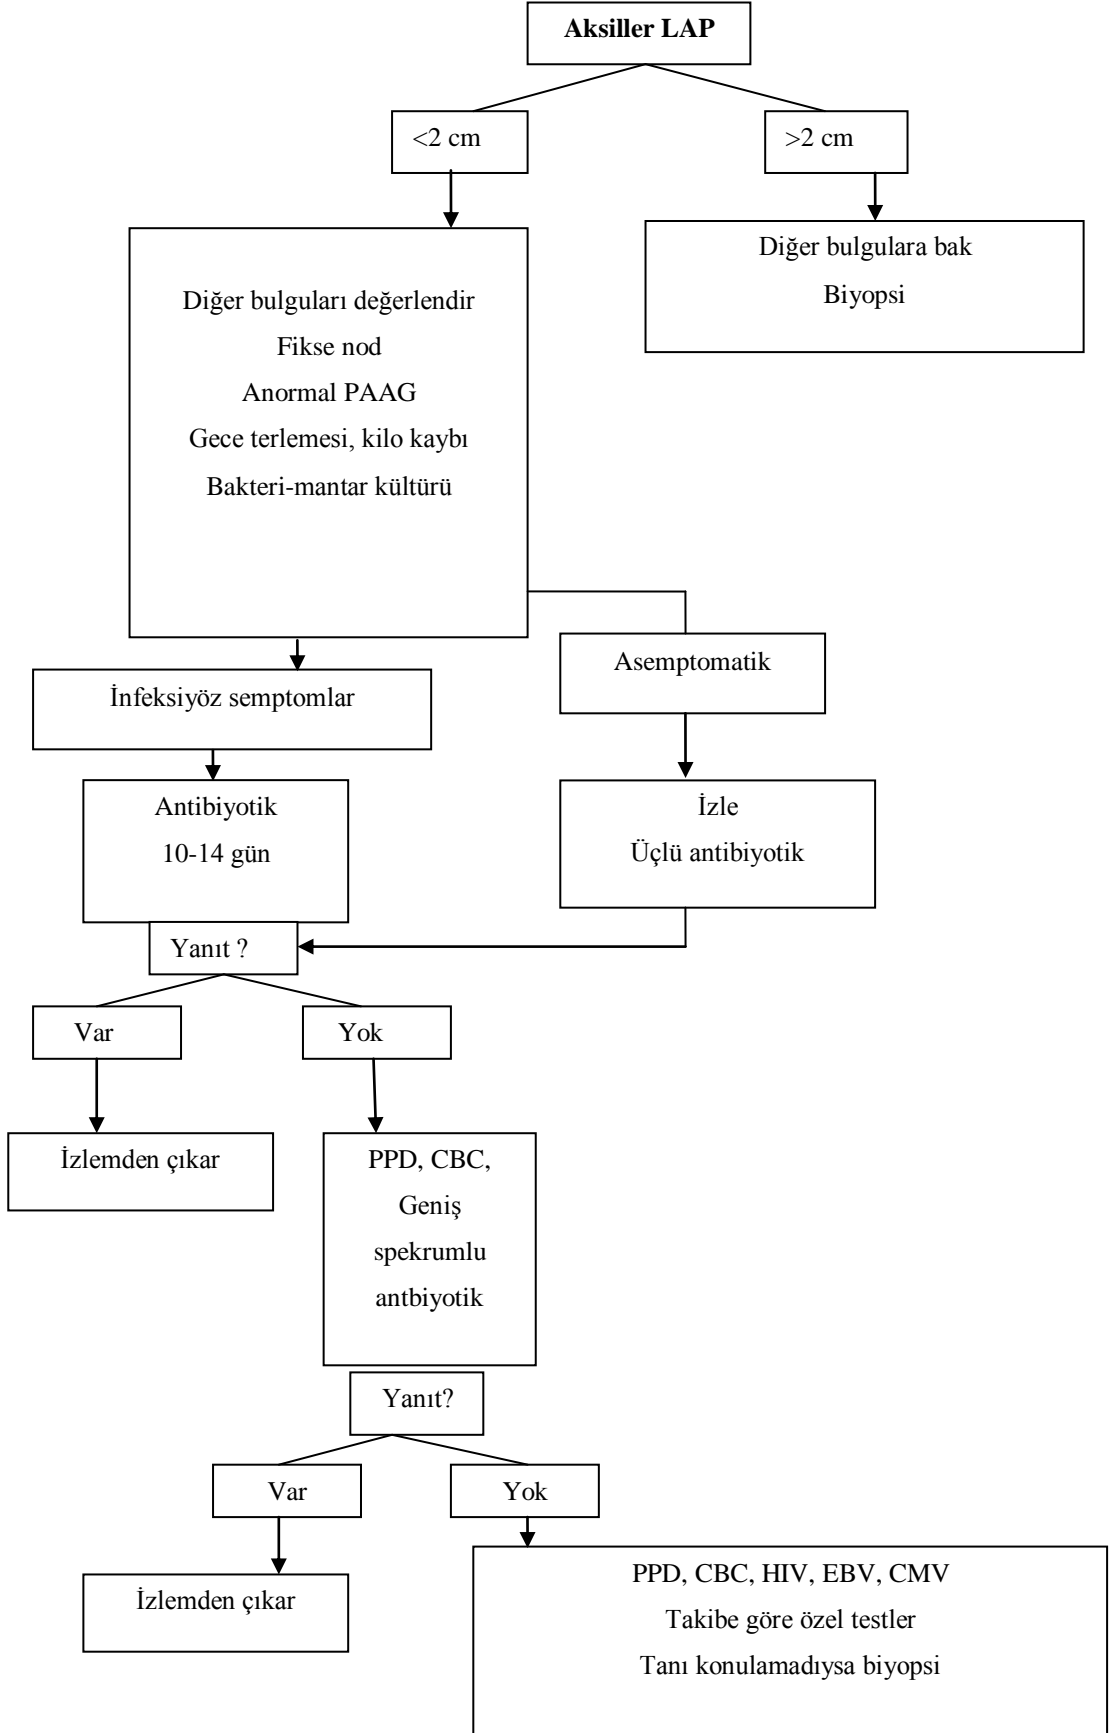 Aksiller LAP
<2 cm
>2 cm
Diğer bulguları değerlendir
Fikse nod
Anormal PAAG
Gece terlemesi, kilo kaybı
Bakteri-mantar kültürü
Diğer bulgulara bak
Biyopsi
İnfeksiyöz semptomlar
Asemptomatik
Antibiyotik
10-14 gün
İzle
Üçlü antibiyotik
Yanıt ?
Var
Yok
İzlemden çıkar
PPD, CBC,
Geniş
spekrumlu
antbiyotik
Yanıt?
Var
Yok
İzlemden çıkar
PPD, CBC, HIV, EBV, CMV
Takibe göre özel testler
Tanı konulamadıysa biyopsi